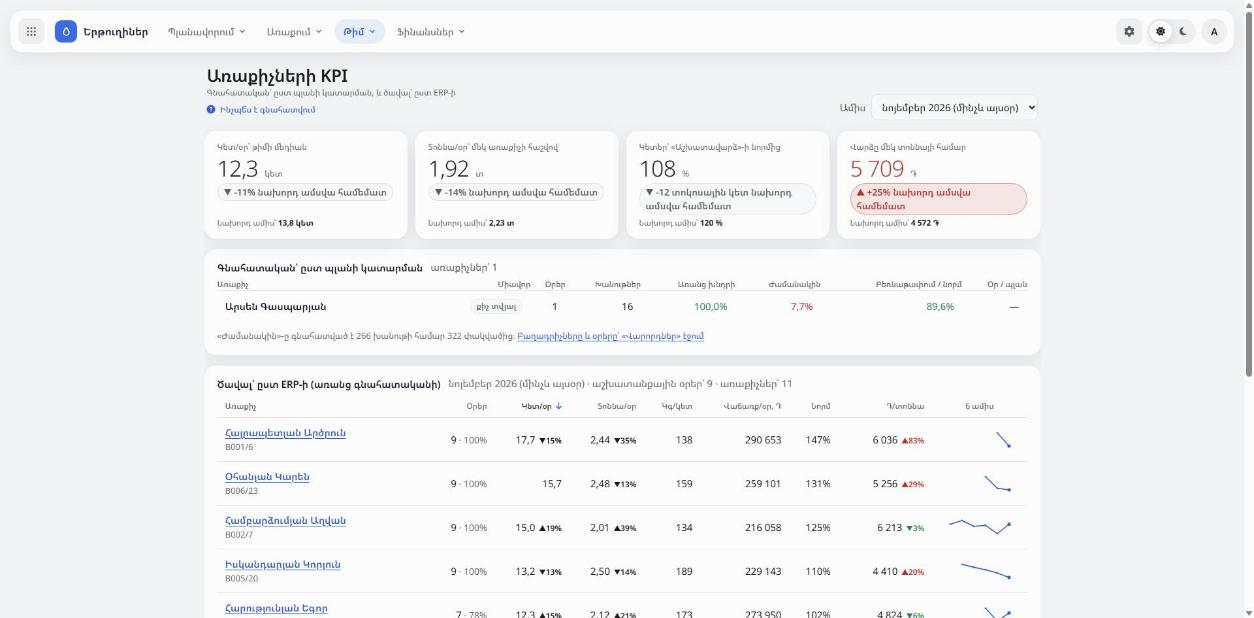 Երթուղիներ
Պլանավորում
Առաքում
Թիմ
Ֆինանսներ
A
Առաքիչների KPI
Գնահատական՝ ըստ պլանի կատարման, և ծավալ՝ ըստ ERP-ի
Ինչպես է գնահատվում
Ամիս
նոյեմբեր 2026 (մինչև այսօր)
Կետ/օր՝ թիմի մեդիան
12,3 կետ
▼ -11% նախորդ ամսվա համեմատ
Նախորդ ամիս՝ 13,8 կետ
Տոննա/օր՝ մեկ առաքիչի հաշվով
1,92 տ
▼ -14% նախորդ ամսվա համեմատ
Նախորդ ամիս՝ 2,23 տ
Կետեր՝ «Աշխատավարձ»-ի նորմից
108 %
▼ -12 տոկոսային կետ նախորդ
ամսվա համեմատ
Նախորդ ամիս՝ 120 %
Վարձը մեկ տոննայի համար
5 709 ֏
▲ +25% նախորդ ամսվա
համեմատ
Նախորդ ամիս՝ 4 572 ֏
Գնահատական՝ ըստ պլանի կատարման առաքիչներ՝ 1
Առաքիչ Միավոր Օրեր Խանութներ Առանց խնդրի Ժամանակին Բեռնաթափում / նորմ Օր / պլան
Արսեն Գասպարյան քիչ տվյալ 1 16 100,0% 7,7% 89,6% —
«Ժամանակին»-ը գնահատված է 266 խանութի համար 322 փակվածից: Բաղադրիչները և օրերը՝ «Վարորդներ» էջում
Ծավալ՝ ըստ ERP-ի (առանց գնահատականի) նոյեմբեր 2026 (մինչև այսօր) · աշխատանքային օրեր՝ 9 · առաքիչներ՝ 11
Առաքիչ Օրեր Կետ/օր ↓ Տոննա/օր Կգ/կետ Վաճառք/օր, ֏ Նորմ ֏/տոննա 6 ամիս
Հայրապետյան Արծրուն 9 · 100% 17,7 ▼15% 2,44 ▼35% 138 290 653 147% 6 036 ▲83%
B001/6
Օհանյան Կարեն 9 · 100% 15,7 2,48 ▼13% 159 259 101 131% 5 256 ▲29%
B006/23
Համբարձումյան Աղվան 9 · 100% 15,0 ▲19% 2,01 ▲39% 134 216 058 125% 6 213 ▼3%
B002/7
Իսկանդարյան Կորյուն 9 · 100% 13,2 ▼13% 2,50 ▼14% 189 229 143 110% 4 410 ▲20%
B005/20
Հարությունյան Եգոր 7 · 78% 12,3 ▲15% 2,12 ▲21% 173 273 950 102% 4 824 ▼6%